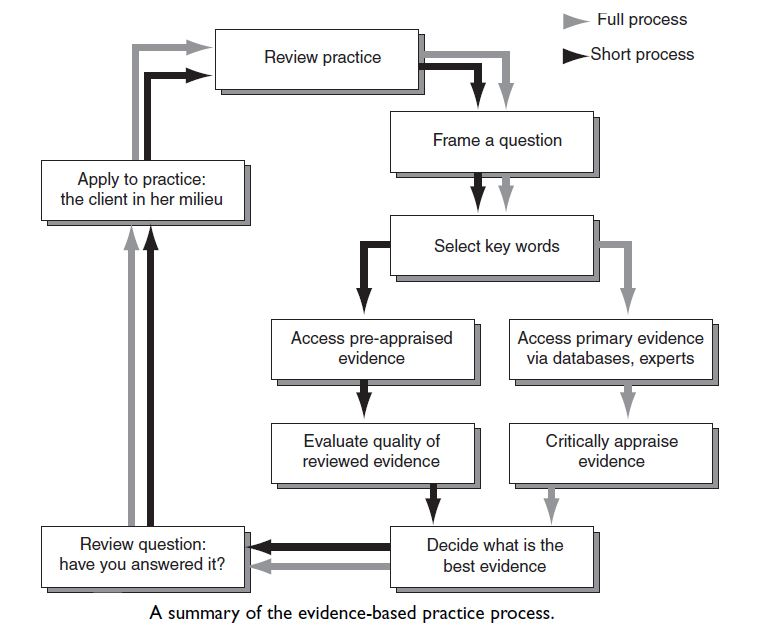 Full process
Short process
Review practice
Frame a question
Apply to practice:
the client in her milieu
Select key words
Access pre-appraised
evidence
Access primary evidence
via databases, experts
Evaluate quality of
reviewed evidence
Critically appraise
evidence
Review question:
have you answered it?
Decide what is the
best evidence
A summary of the evidence-based practice process.